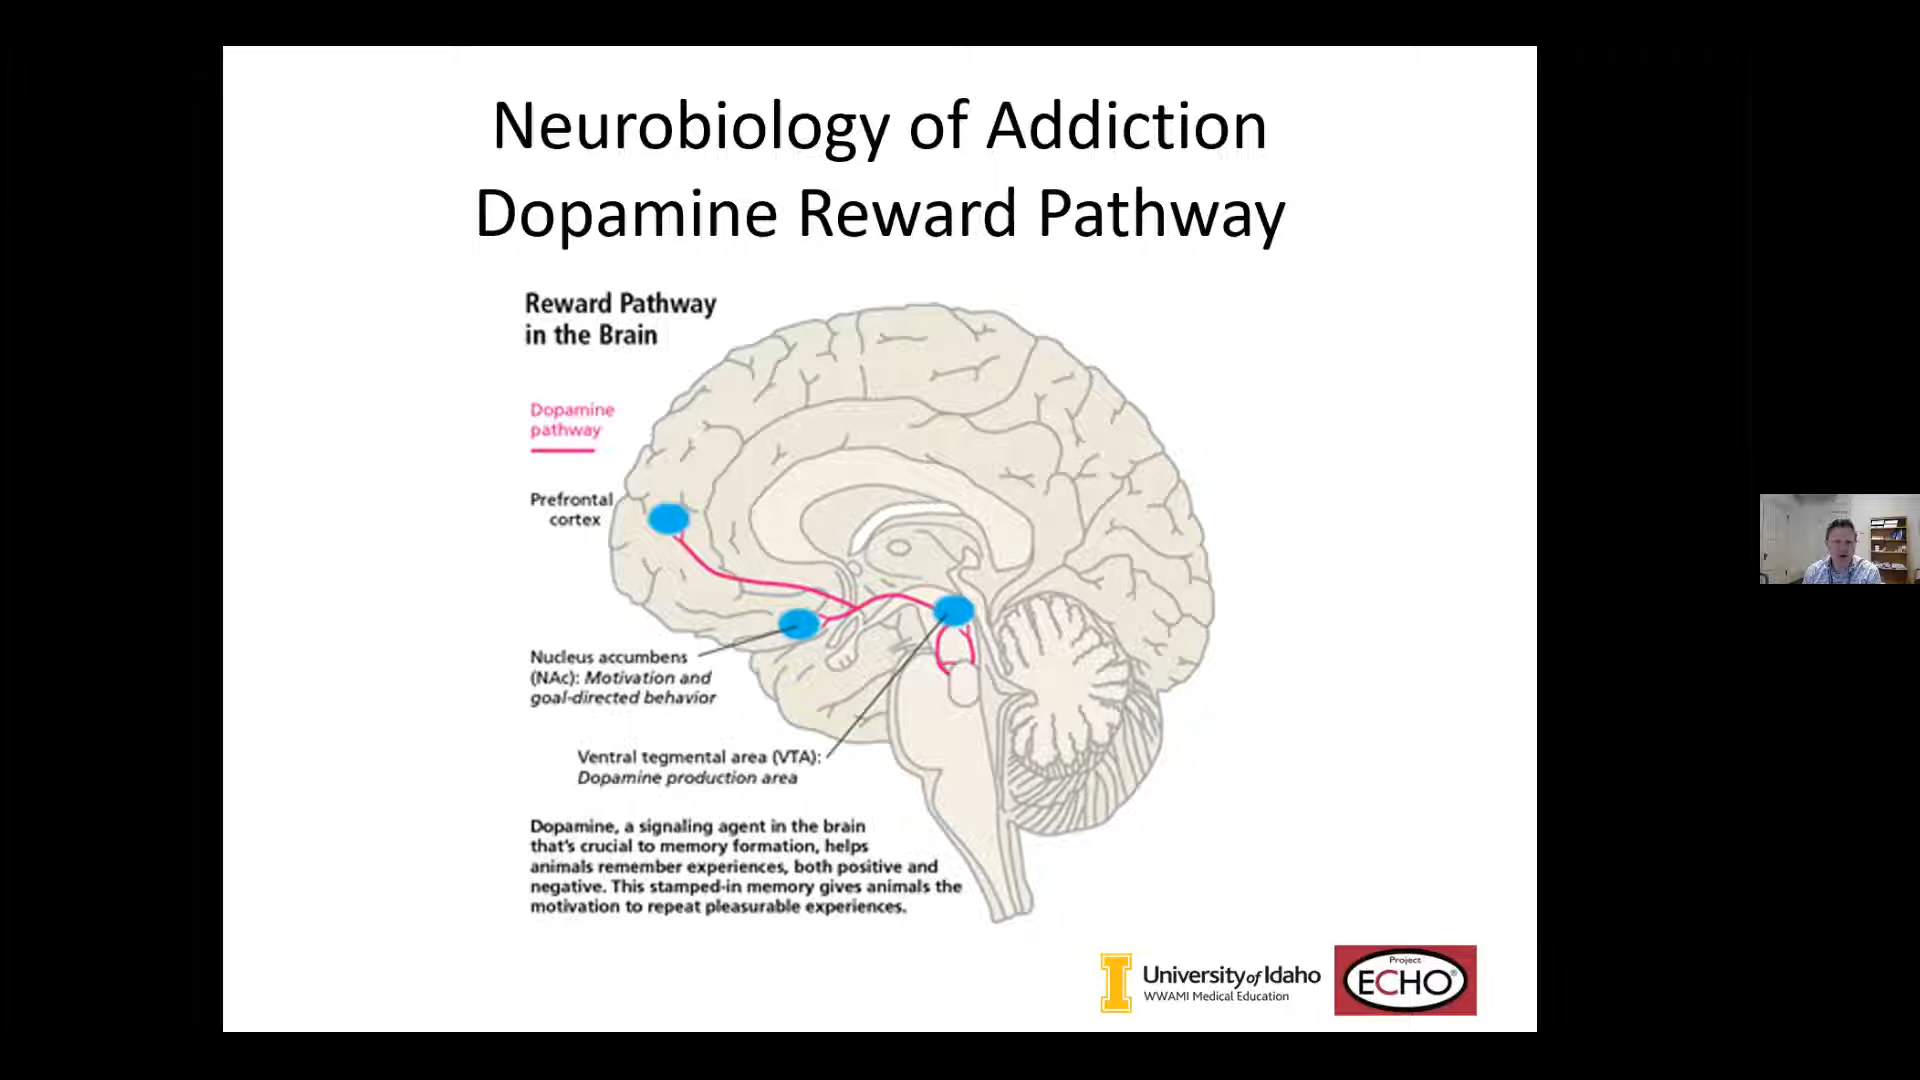 Neurobiology of Addiction
Dopamine Reward Pathway
Reward Pathway
in the Brain
Dopamine
pathway
Prefrontal
cortex
Nucleus accumbens
(NAc): Motivation and
goal-directed behavior
Ventral tegmental area (VTA):
Dopamine production area
Dopamine, a signaling agent in the brain
that's crucial to memory formation, helps
animals remember experiences, both positive and
negative. This stamped-in memory gives animals the
motivation to repeat pleasurable experiences.
University of Idaho
WWAMI Medical Education
Project
ECHO®